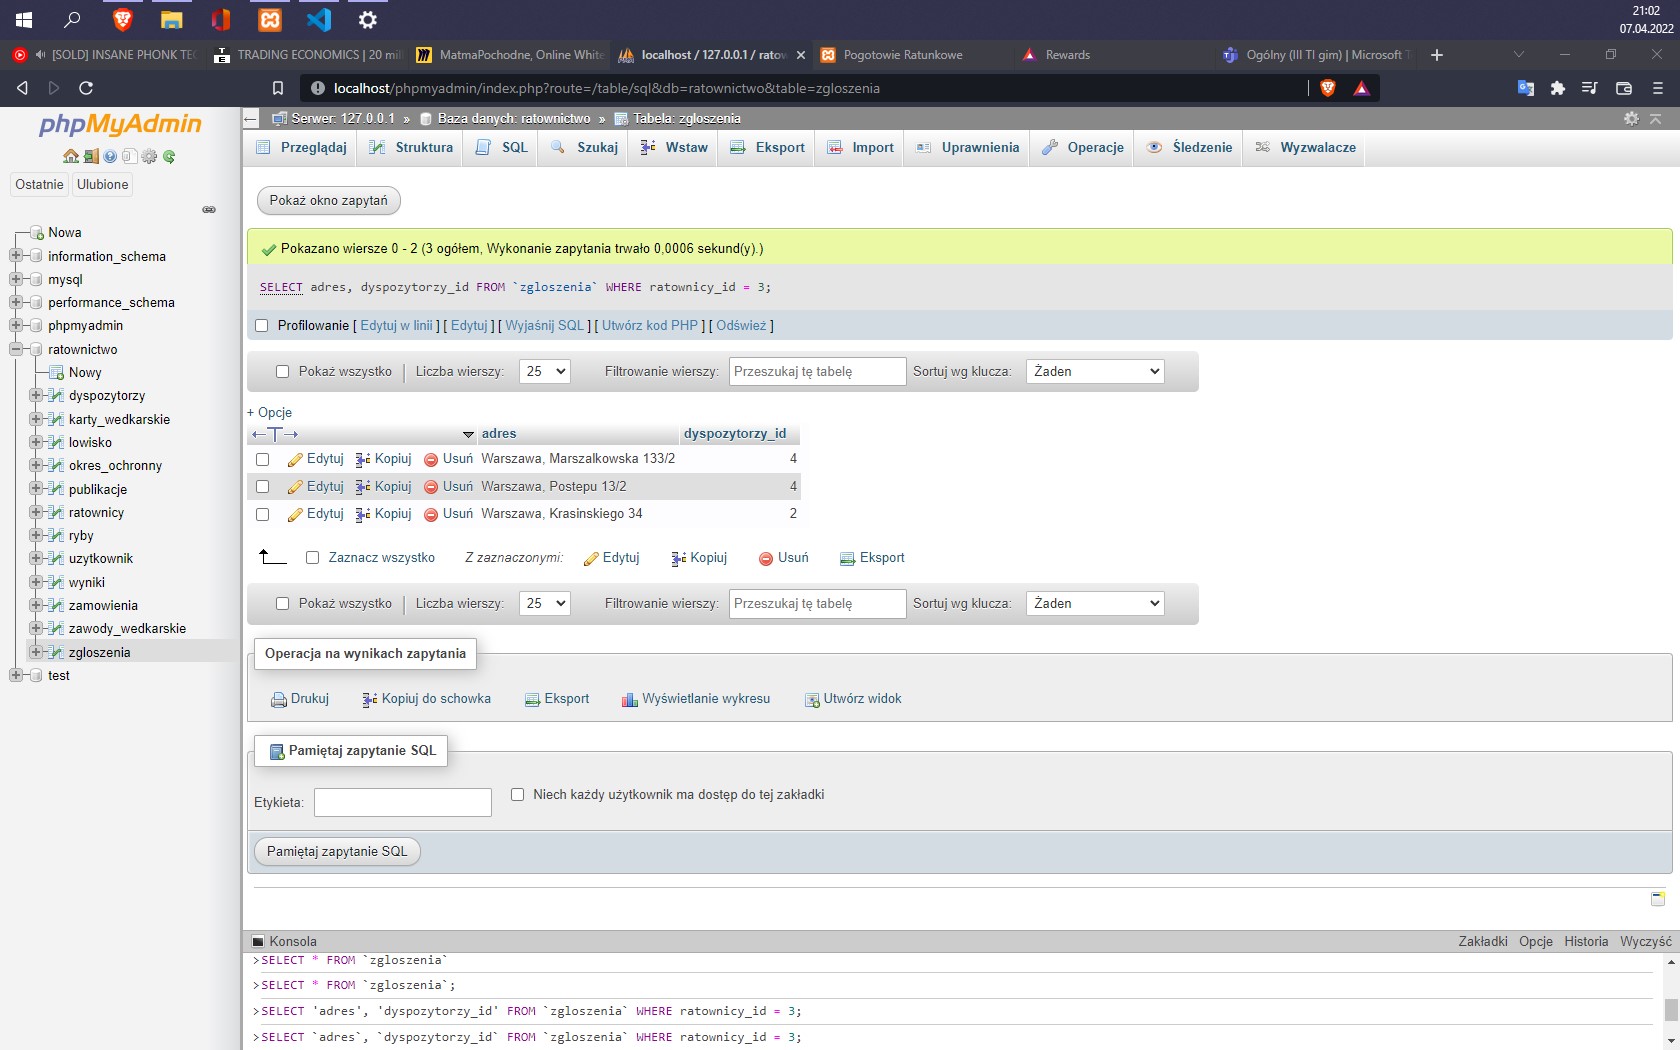 21:02
07.04.2022
[SOLD] INSANE PHONK TEC
TRADING ECONOMICS | 20 mil
MatmaPochodne, Online White
localhost / 127.0.0.1 / ratow
Pogotowie Ratunkowe
Rewards
Ogólny (III TI gim) | Microsoft T
localhost/phpmyadmin/index.php?route=/table/sql&db=ratownictwo&table=zgloszenia
phpMyAdmin
Ostatnie
Ulubione
Nowa
information_schema
mysql
performance_schema
phpmyadmin
ratownictwo
Nowy
dyspozytorzy
karty_wedkarskie
lowisko
okres_ochronny
publikacje
ratownicy
ryby
uzytkownik
wyniki
zamowienia
zawody_wedkarskie
zgloszenia
test
Serwer: 127.0.0.1 » Baza danych: ratownictwo » Tabela: zgloszenia
Przeglądaj Struktura SQL Szukaj Wstaw Eksport Import Uprawnienia Operacje Śledzenie Wyzwalacze
Pokaż okno zapytań
Pokazano wiersze 0 - 2 (3 ogółem, Wykonanie zapytania trwało 0,0006 sekund(y).)
SELECT adres, dyspozytorzy_id FROM `zgloszenia` WHERE ratownicy_id = 3;
Profilowanie [ Edytuj w linii ] [ Edytuj ] [ Wyjaśnij SQL ] [ Utwórz kod PHP ] [ Odśwież ]
Pokaż wszystko | Liczba wierszy: 25 Filtrowanie wierszy: Przeszukaj tę tabelę Sortuj wg klucza: Żaden
+ Opcje
←T→ adres dyspozytorzy_id
Edytuj Kopiuj Usuń Warszawa, Marszalkowska 133/2 4
Edytuj Kopiuj Usuń Warszawa, Postepu 13/2 4
Edytuj Kopiuj Usuń Warszawa, Krasinskiego 34 2
Zaznacz wszystko Z zaznaczonymi: Edytuj Kopiuj Usuń Eksport
Pokaż wszystko | Liczba wierszy: 25 Filtrowanie wierszy: Przeszukaj tę tabelę Sortuj wg klucza: Żaden
Operacja na wynikach zapytania
Drukuj Kopiuj do schowka Eksport Wyświetlanie wykresu Utwórz widok
Pamiętaj zapytanie SQL
Etykieta: Niech każdy użytkownik ma dostęp do tej zakładki
Pamiętaj zapytanie SQL
Konsola Zakładki Opcje Historia Wyczyść
>SELECT * FROM `zgloszenia`
>SELECT * FROM `zgloszenia`;
>SELECT 'adres', 'dyspozytorzy_id' FROM `zgloszenia` WHERE ratownicy_id = 3;
>SELECT `adres`, `dyspozytorzy_id` FROM `zgloszenia` WHERE ratownicy_id = 3;